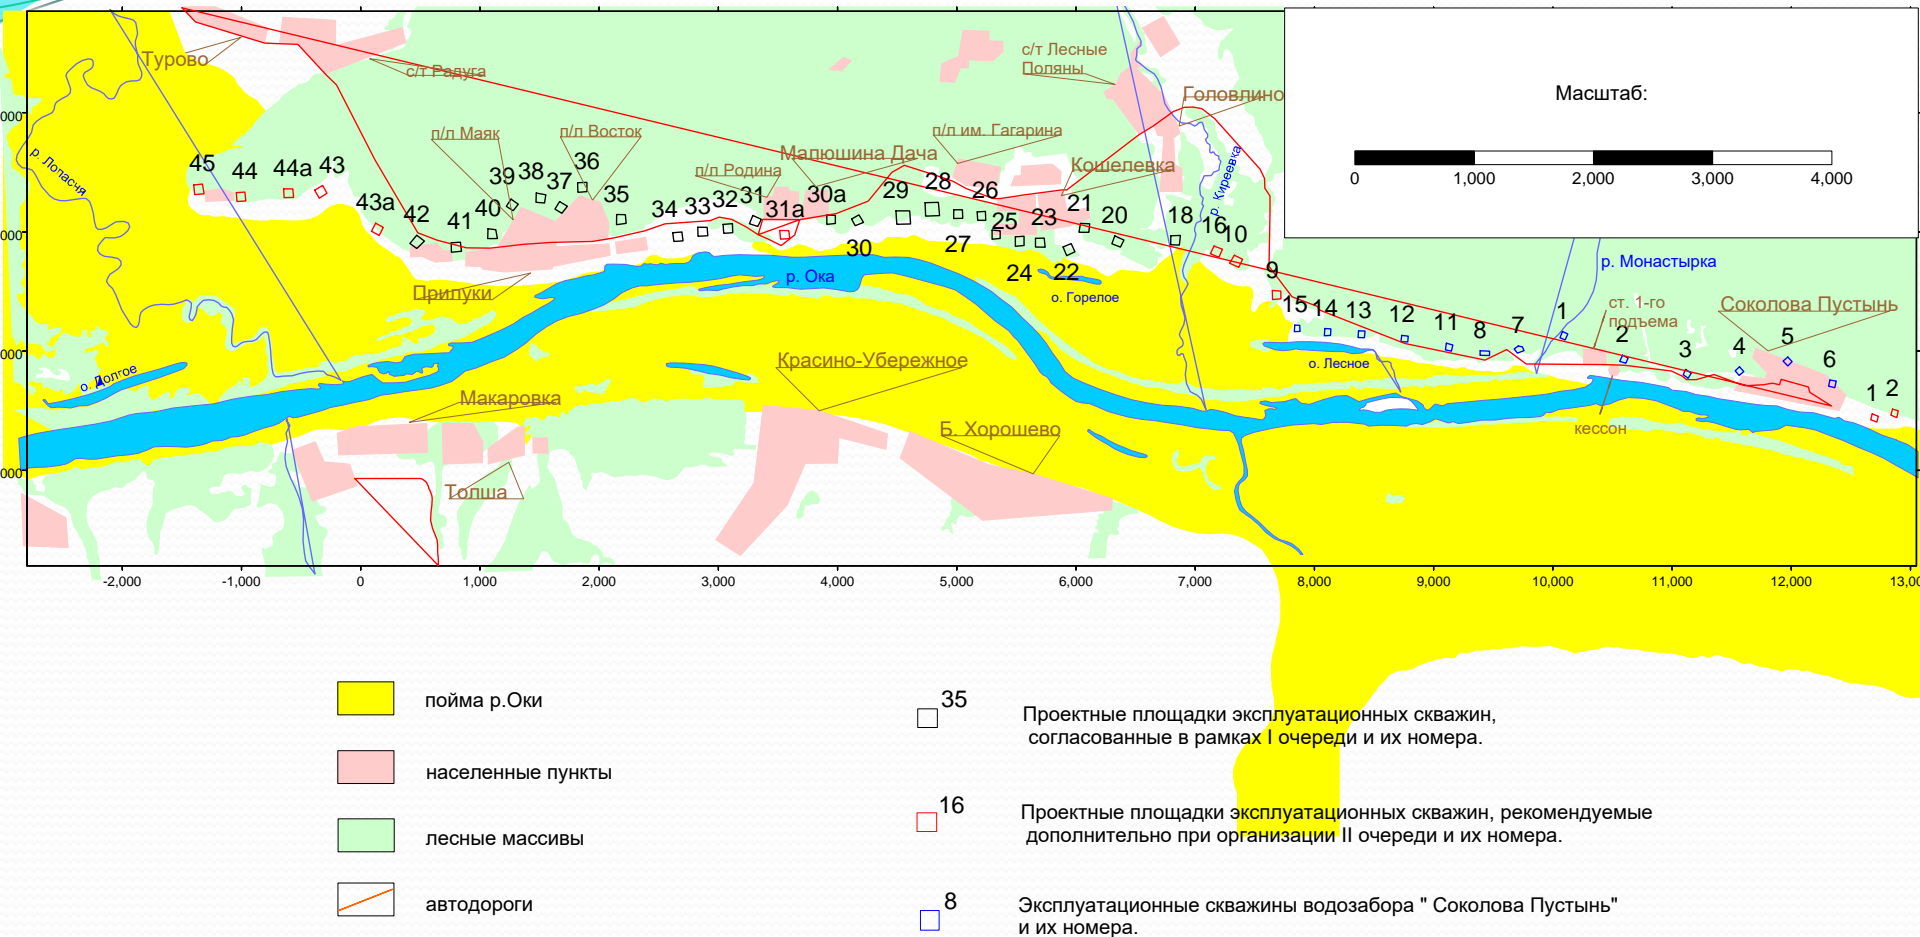 Турово
с/т Радуга
с/т Лесные
Поляны
Головлино
Масштаб:
0 1,000 2,000 3,000 4,000
р. Лопасчя
п/л Маяк
п/л Восток
п/л им. Гагарина
Малюшина Дача
п/л Родина
Кошелевка
р. Киреевка
45 44 44а 43
43а 42 41 40 39 38 37 36 35
34 33 32 31 31а 30а 30 29 28 27 26 25 24 23 22 21 20 18 16 10 9
15 14 13 12 11 8 7 1 2 3 4 5 6 1 2
000
000
000
000
р. Ока
о. Горелое
р. Монастырка
ст. 1-го
подъема
Соколова Пустынь
Прилуки
о. Долгое
о. Лесное
Красино-Убережное
Макаровка
Б. Хорошево
кессон
Толша
-2,000 -1,000 0 1,000 2,000 3,000 4,000 5,000 6,000 7,000 8,000 9,000 10,000 11,000 12,000 13,00
пойма р.Оки
населенные пункты
лесные массивы
автодороги
35
Проектные площадки эксплуатационных скважин,
согласованные в рамках I очереди и их номера.
16
Проектные площадки эксплуатационных скважин, рекомендуемые
дополнительно при организации II очереди и их номера.
8
Эксплуатационные скважины водозабора " Соколова Пустынь"
и их номера.